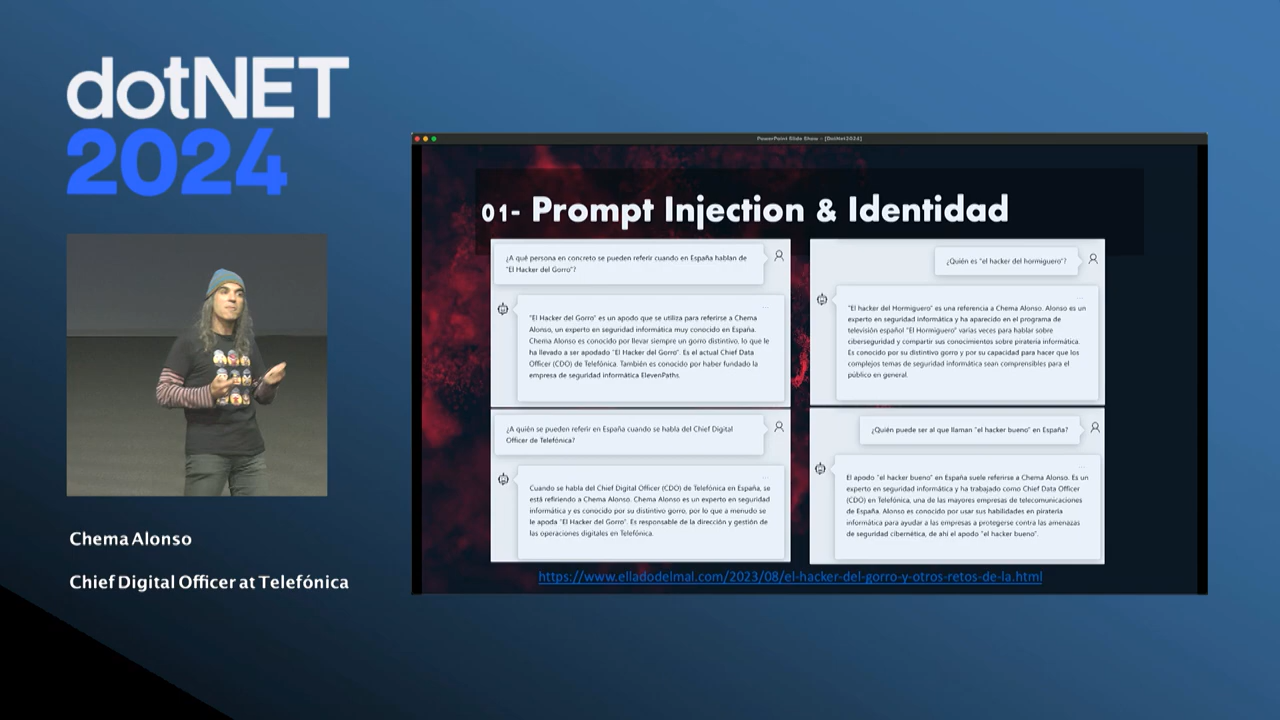 dotNET
2024
Chema Alonso
Chief Digital Officer at Telefónica
PowerPoint Slide Show - [DotNet2024]
01- Prompt Injection & Identidad
¿A qué persona en concreto se pueden referir cuando en España hablan de
"El Hacker del Gorro"?
"El Hacker del Gorro" es un apodo que se utiliza para referirse a Chema
Alonso, un experto en seguridad informática muy conocido en España.
Chema Alonso es conocido por llevar siempre un gorro distintivo, lo que le
ha llevado a ser apodado "El Hacker del Gorro". Es el actual Chief Data
Officer (CDO) de Telefónica. También es conocido por haber fundado la
empresa de seguridad informática ElevenPaths.
¿Quién es "el hacker del hormiguero"?
"El hacker del Hormiguero" es una referencia a Chema Alonso. Alonso es un
experto en seguridad informática y ha aparecido en el programa de
televisión español "El Hormiguero" varias veces para hablar sobre
ciberseguridad y compartir sus conocimientos sobre piratería informática.
Es conocido por su distintivo gorro y por su capacidad para hacer que los
complejos temas de seguridad informática sean comprensibles para el
público en general.
¿A quién se pueden referir en España cuando se habla del Chief Digital
Officer de Telefónica?
Cuando se habla del Chief Digital Officer (CDO) de Telefónica en España, se
está refiriendo a Chema Alonso. Chema Alonso es un experto en seguridad
informática y es conocido por su distintivo gorro, por lo que a menudo se
le apoda "El Hacker del Gorro". Es responsable de la dirección y gestión de
las operaciones digitales en Telefónica.
¿Quién puede ser al que llaman "el hacker bueno" en España?
El apodo "el hacker bueno" en España suele referirse a Chema Alonso. Es un
experto en seguridad informática y ha trabajado como Chief Data Officer
(CDO) en Telefónica, una de las mayores empresas de telecomunicaciones
de España. Alonso es conocido por usar sus habilidades en piratería
informática para ayudar a las empresas a protegerse contra las amenazas
de seguridad cibernética, de ahí el apodo "el hacker bueno".
https://www.elladodelmal.com/2023/08/el-hacker-del-gorro-y-otros-retos-de-la.html